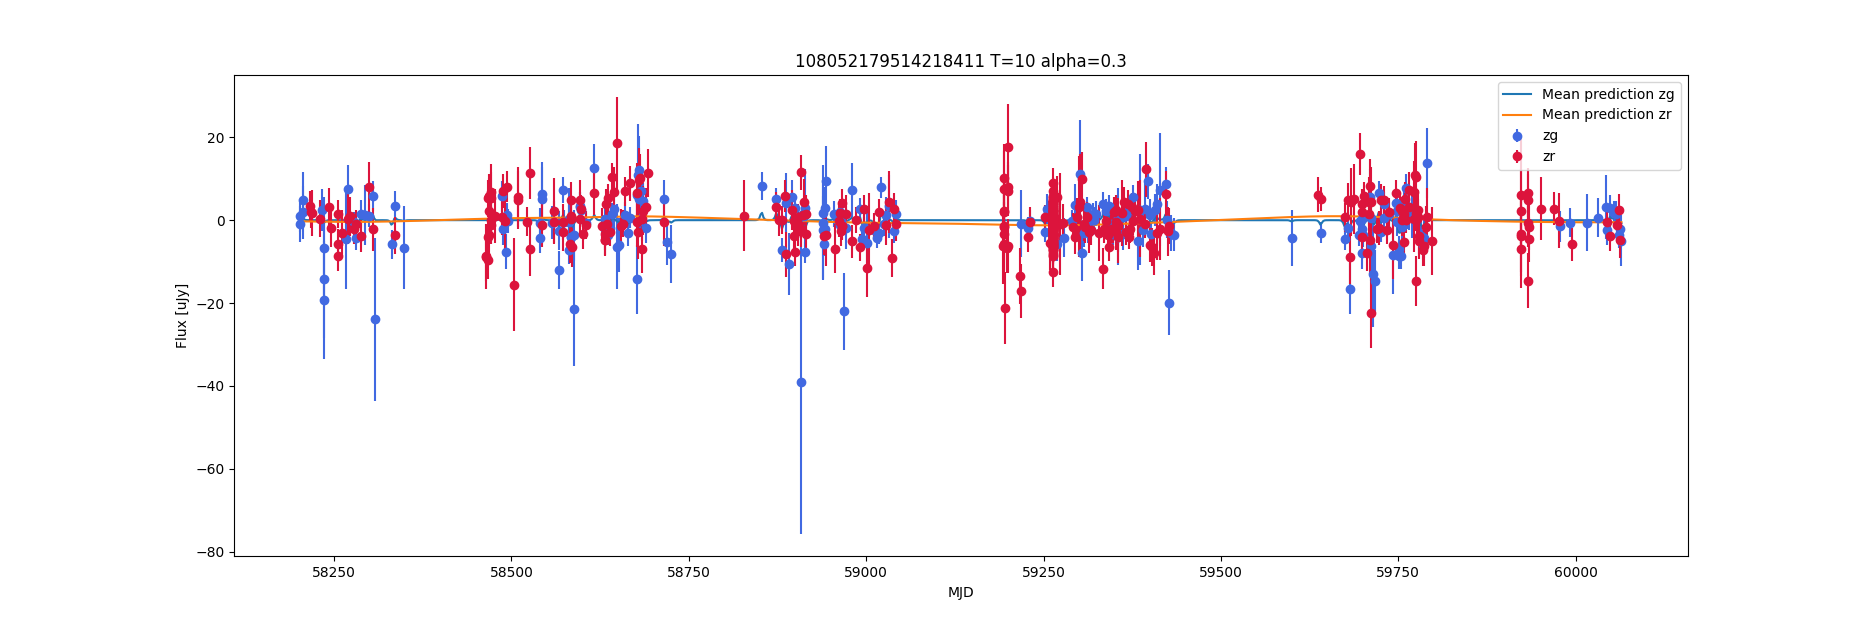 108052179514218411 T=10 alpha=0.3
Mean prediction zg
Mean prediction zr
zg
zr
Flux [uJy]
20
0
−20
−40
−60
−80
58250 58500 58750 59000 59250 59500 59750 60000
MJD